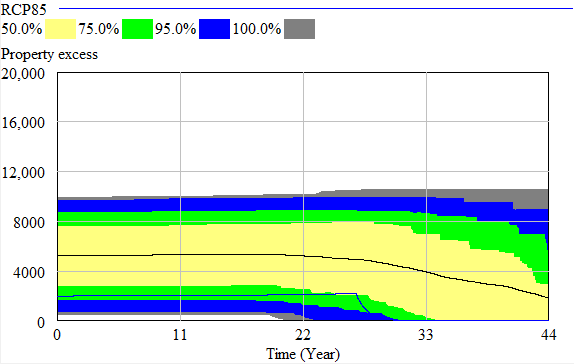 RCP85
50.0% 75.0% 95.0% 100.0%
Property excess
20,000
16,000
12,000
8000
4000
0
0 11 22 33 44
Time (Year)